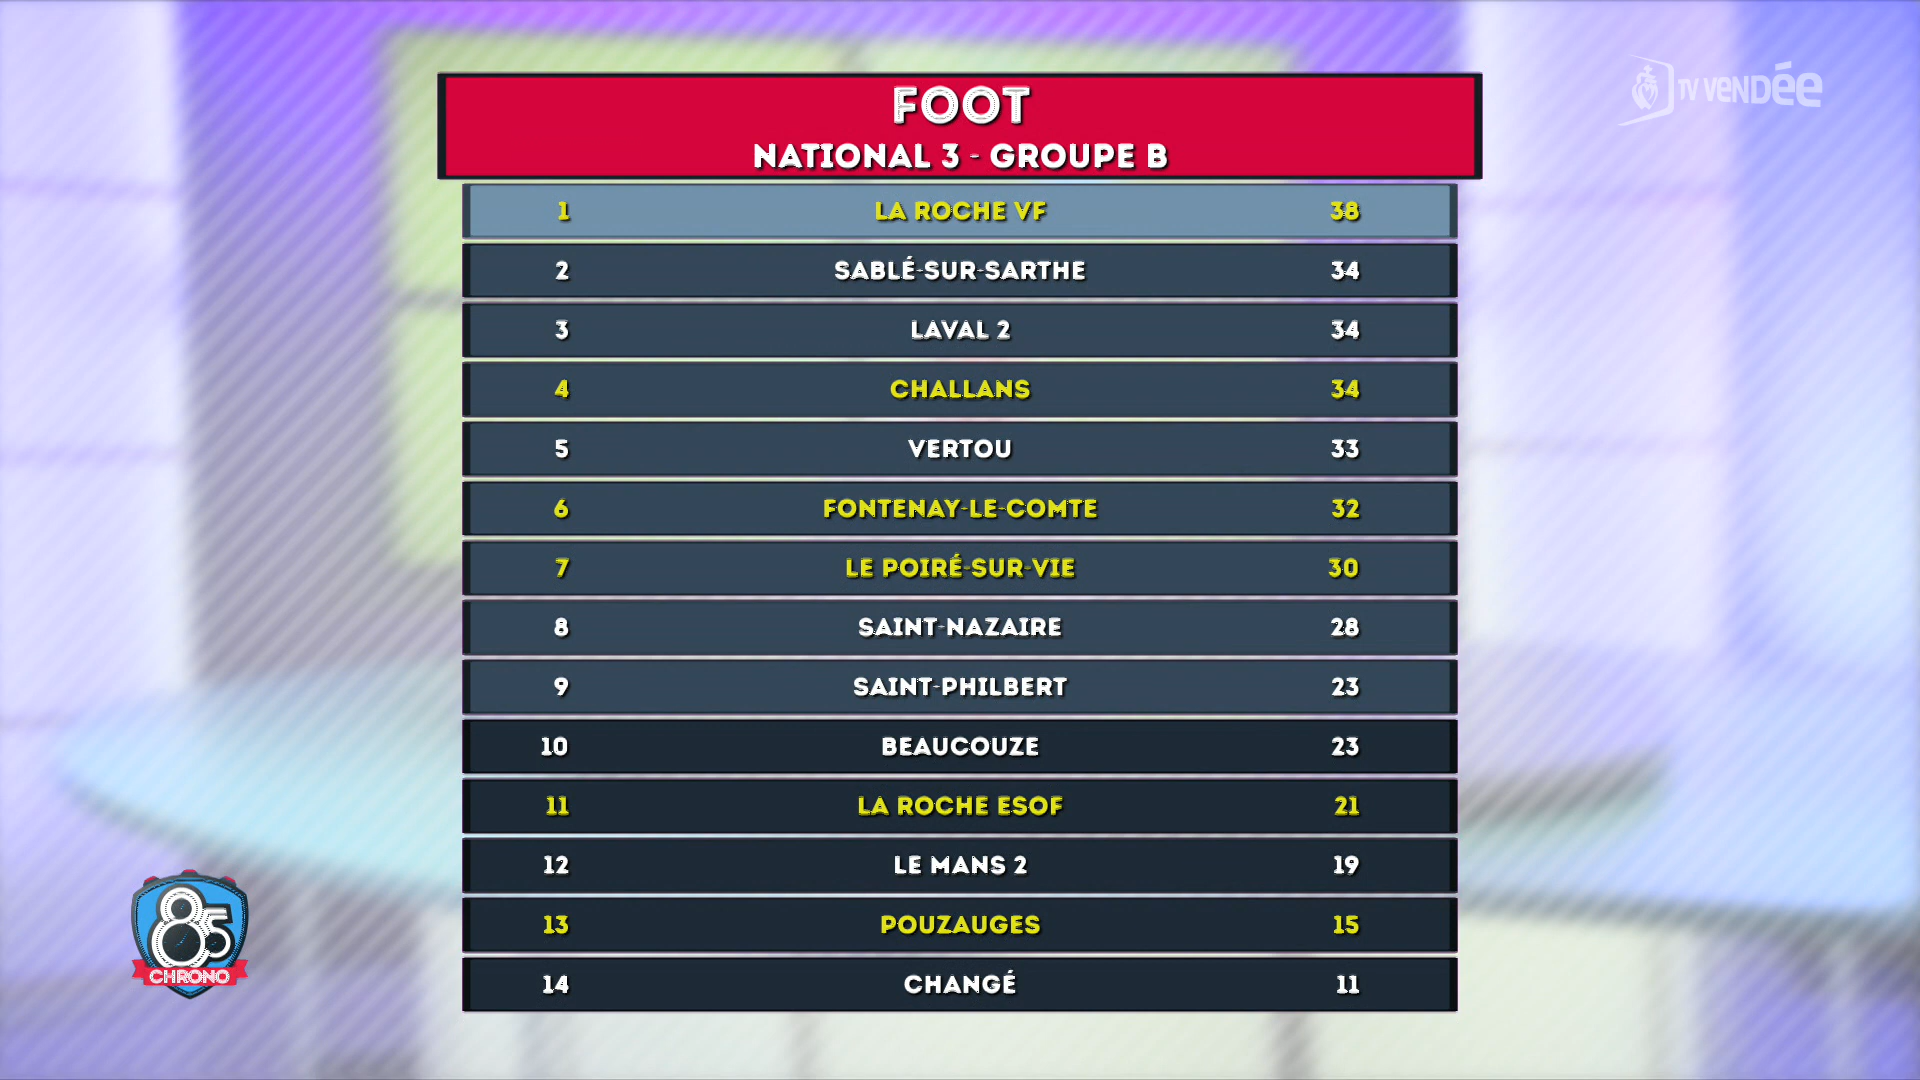 FOOT
NATIONAL 3 - GROUPE B
TV VENDÉE
1 LA ROCHE VF 38
2 SABLÉ-SUR-SARTHE 34
3 LAVAL 2 34
4 CHALLANS 34
5 VERTOU 33
6 FONTENAY-LE-COMTE 32
7 LE POIRÉ-SUR-VIE 30
8 SAINT-NAZAIRE 28
9 SAINT-PHILBERT 23
10 BEAUCOUZE 23
11 LA ROCHE ESOF 21
12 LE MANS 2 19
13 POUZAUGES 15
14 CHANGÉ 11
85
CHRONO